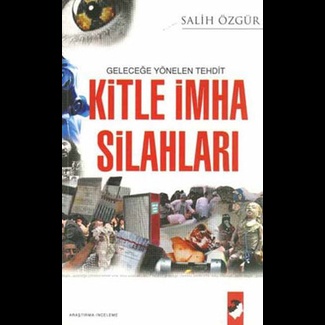 SALİH ÖZGÜR
GELECEĞE YÖNELEN TEHDİT
KİTLE İMHA
SİLAHLARI
ARAŞTIRMA-İNCELEME